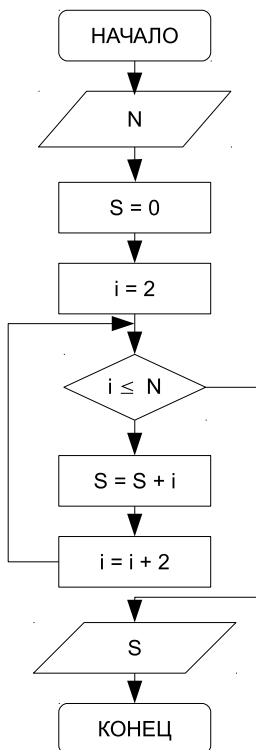 НАЧАЛО
N
S = 0
i = 2
i ≤ N
S = S + i
i = i + 2
S
КОНЕЦ